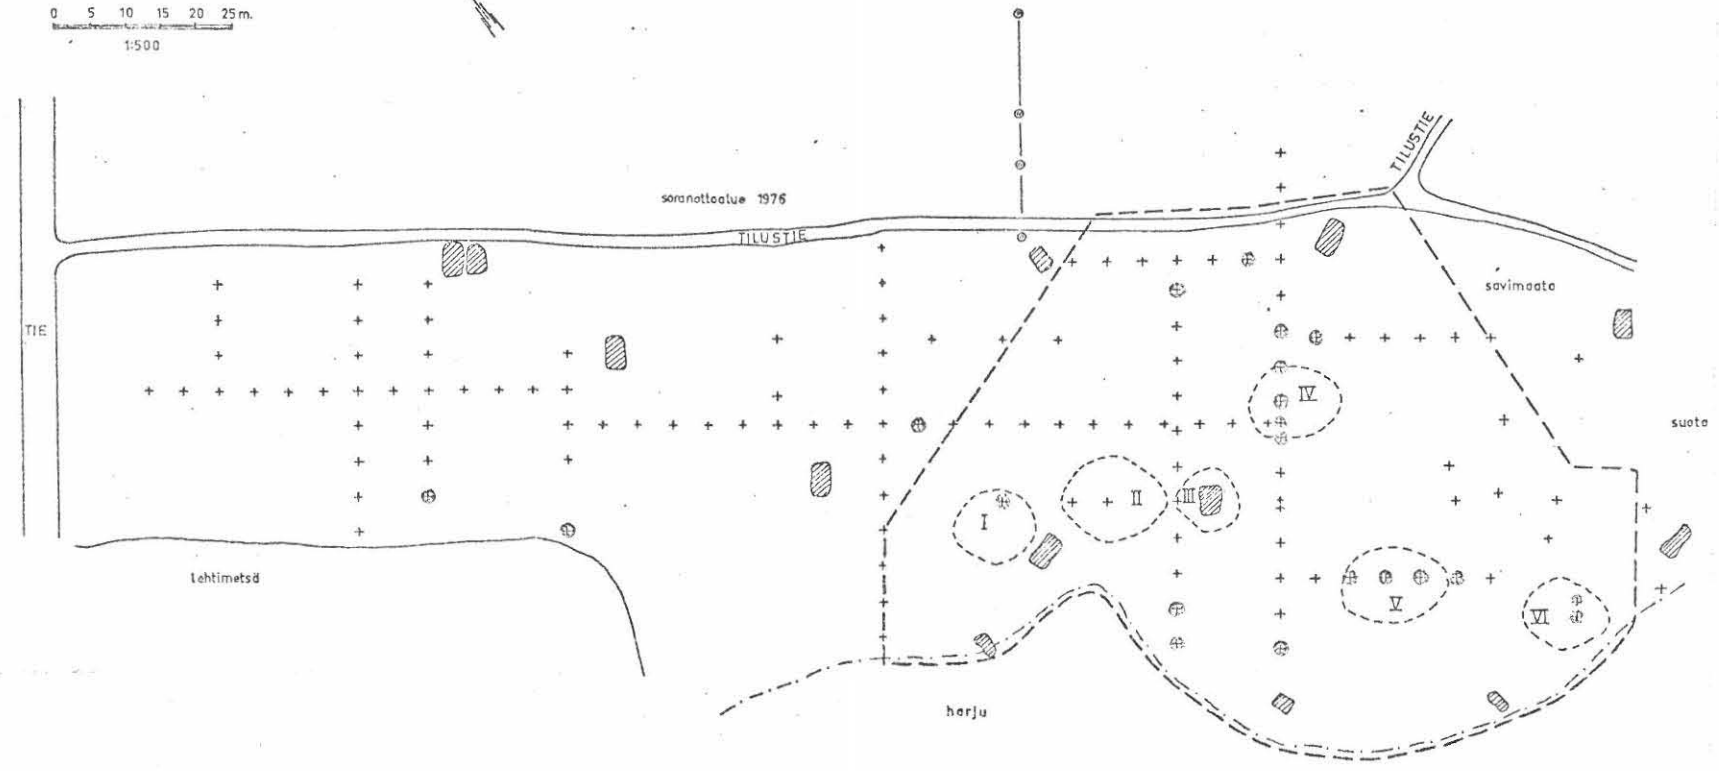 0 5 10 15 20 25 m.
1:500
TILUSTIE
soranottoalue 1976
TILUSTIE
savimaata
TIE
IV
suota
II
III
I
lehtimetsä
V
VI
harju